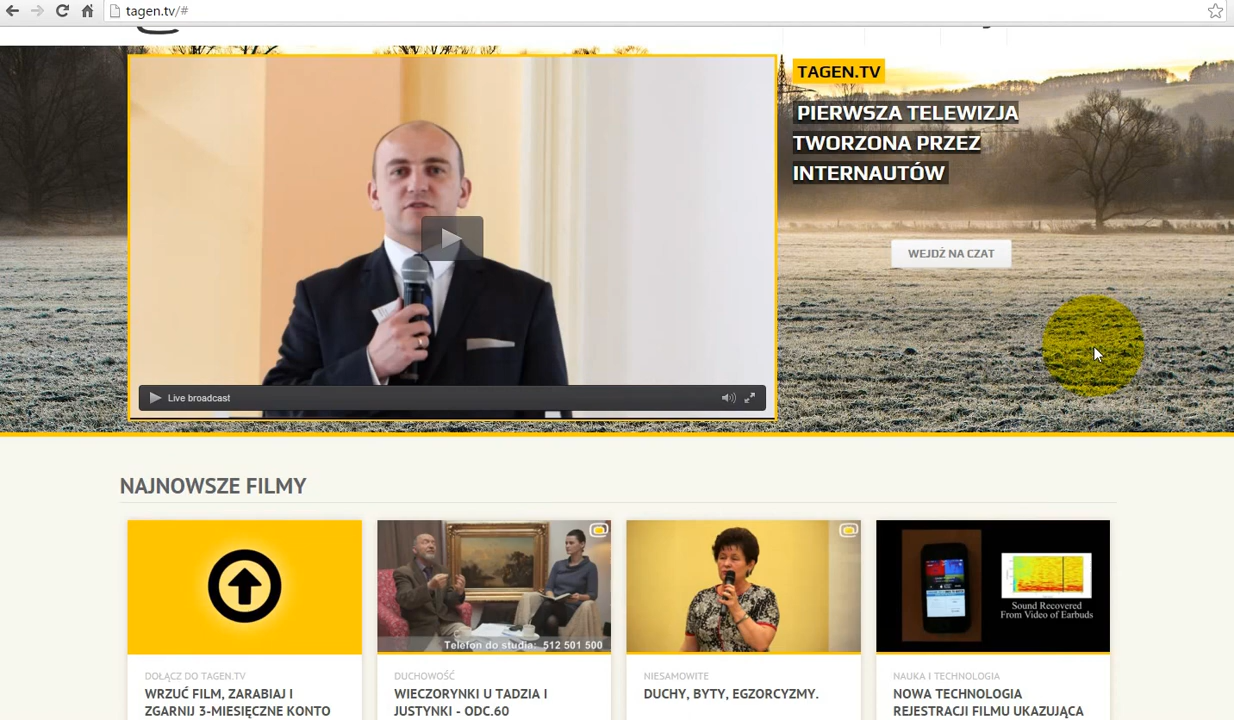 tagen.tv/#
TAGEN.TV
PIERWSZA TELEWIZJA
TWORZONA PRZEZ
INTERNAUTÓW
WEJDŹ NA CZAT
Live broadcast
NAJNOWSZE FILMY
Telefon do studia: 512 501 500
Sound Recovered
From Video of Earbuds
DOŁĄCZ DO TAGEN.TV
WRZUĆ FILM, ZARABIAJ I
ZGARNIJ 3-MIESIĘCZNE KONTO
DUCHOWOŚĆ
WIECZORYNKI U TADZIA I
JUSTYNKI - ODC.60
NIESAMOWITE
DUCHY, BYTY, EGZORCYZMY.
NAUKA I TECHNOLOGIA
NOWA TECHNOLOGIA
REJESTRACJI FILMU UKAZUJĄCA